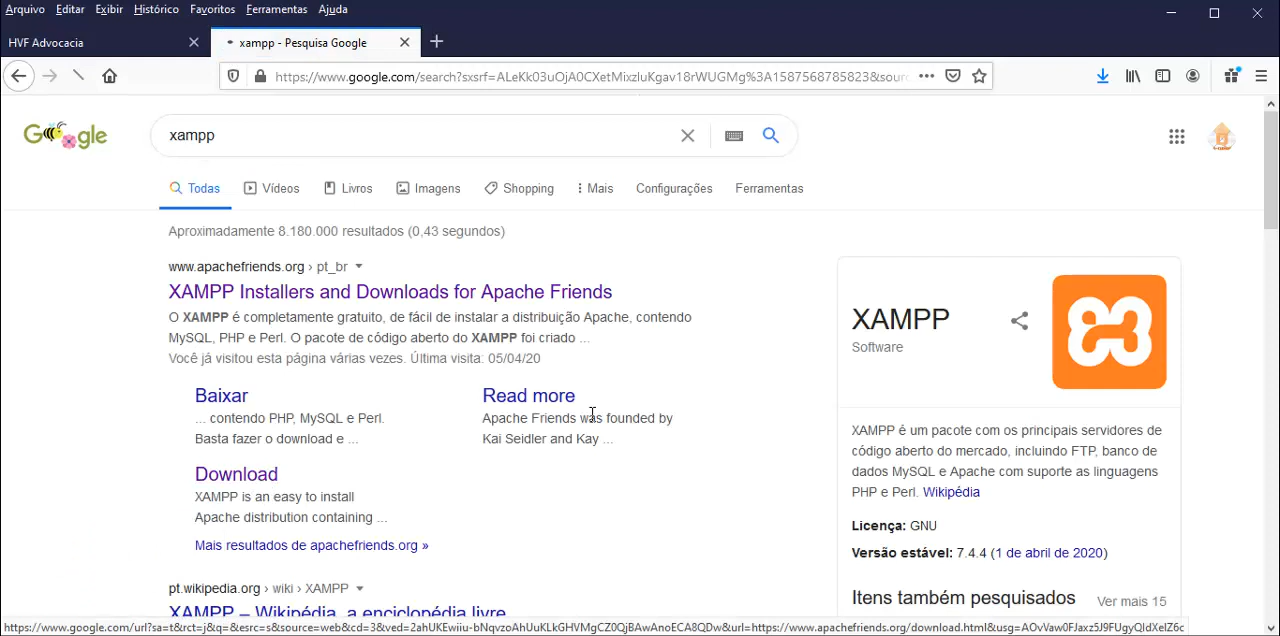 Arquivo Editar Exibir Histórico Favoritos Ferramentas Ajuda
HVF Advocacia
xampp - Pesquisa Google
https://www.google.com/search?sxsrf=ALeKk03uOjA0CXetMixzluKgav18rWUGMg%3A1587568785823&sour
Google
xampp
Todas Vídeos Livros Imagens Shopping Mais Configurações Ferramentas
Aproximadamente 8.180.000 resultados (0,43 segundos)
www.apachefriends.org › pt_br
XAMPP Installers and Downloads for Apache Friends
O XAMPP é completamente gratuito, de fácil de instalar a distribuição Apache, contendo
MySQL, PHP e Perl. O pacote de código aberto do XAMPP foi criado ...
Você já visitou esta página várias vezes. Última visita: 05/04/20
Baixar
... contendo PHP, MySQL e Perl.
Basta fazer o download e ...
Read more
Apache Friends was founded by
Kai Seidler and Kay ...
Download
XAMPP is an easy to install
Apache distribution containing ...
Mais resultados de apachefriends.org »
pt.wikipedia.org › wiki › XAMPP
XAMPP – Wikipédia, a enciclopédia livre
XAMPP
Software
XAMPP é um pacote com os principais servidores de
código aberto do mercado, incluindo FTP, banco de
dados MySQL e Apache com suporte as linguagens
PHP e Perl. Wikipédia
Licença: GNU
Versão estável: 7.4.4 (1 de abril de 2020)
Itens também pesquisados Ver mais 15
https://www.google.com/url?sa=t&rct=j&q=&esrc=s&source=web&cd=3&ved=2ahUKEwiu-bNqvzoAhUuKLkGHVMgCZ0QjBAwAnoECA8QDw&url=https://www.apachefriends.org/download.html&usg=AOvVaw0FJaxz5J9FUgyQIdXeIZ6c